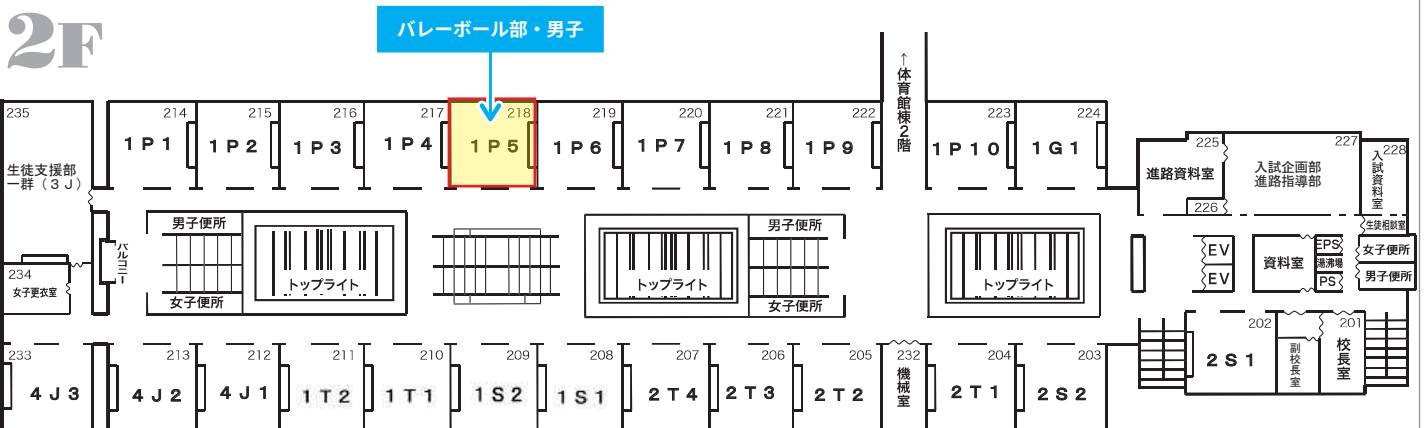 2F
バレーボール部・男子
↑体育館棟2階
235
214
215
216
217
218
219
220
221
222
223
224
1P1
1P2
1P3
1P4
1P5
1P6
1P7
1P8
1P9
1P10
1G1
225
227
228
生徒支援部
一群(3J)
進路資料室
入試企画部
進路指導部
入試資料室
226
生徒相談室
男子便所
男子便所
バルコニー
トップライト
トップライト
トップライト
EV
EV
資料室
EPS
湯沸場
PS
女子便所
男子便所
234
女子更衣室
女子便所
女子便所
233
213
212
211
210
209
208
207
206
205
232
204
203
202
201
4J3
4J2
4J1
1T2
1T1
1S2
1S1
2T4
2T3
2T2
機械室
2T1
2S2
2S1
副校長室
校長室